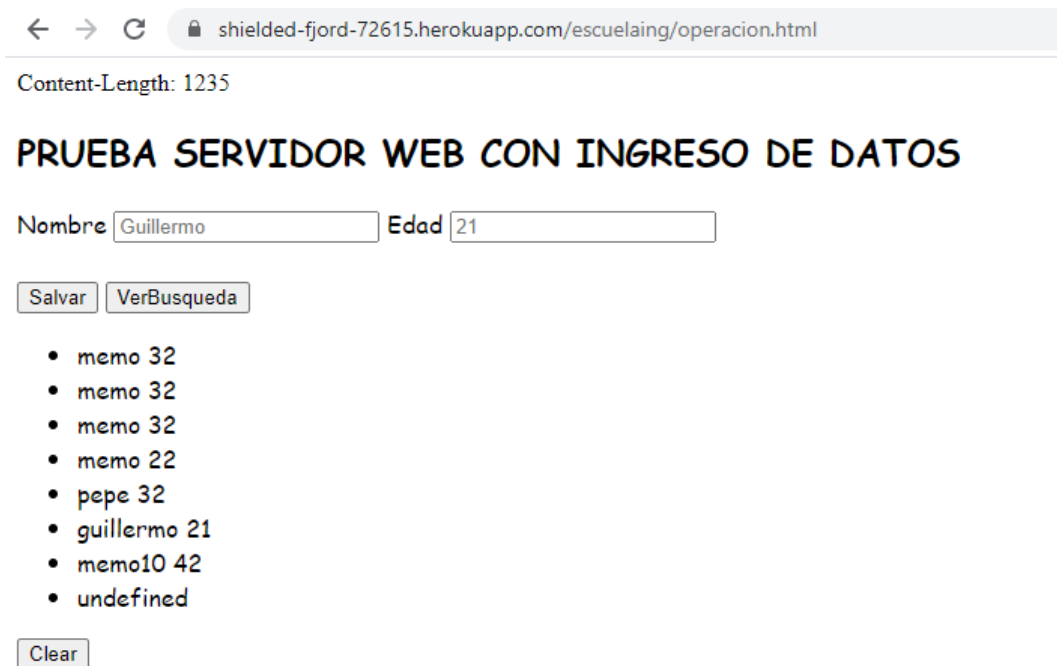 shielded-fjord-72615.herokuapp.com/escuelaing/operacion.html
Content-Length: 1235
PRUEBA SERVIDOR WEB CON INGRESO DE DATOS
Nombre Guillermo Edad 21
Salvar VerBusqueda
memo 32
memo 32
memo 32
memo 22
pepe 32
guillermo 21
memo10 42
undefined
Clear